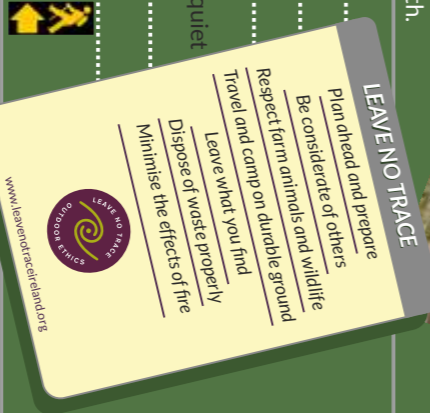 ch.
quiet
LEAVE NO TRACE
Plan ahead and prepare
Be considerate of others
Respect farm animals and wildlife
Travel and camp on durable ground
Leave what you find
Dispose of waste properly
Minimise the effects of fire
LEAVE NO TRACE
OUTDOOR ETHICS
www.leavenotraceireland.org